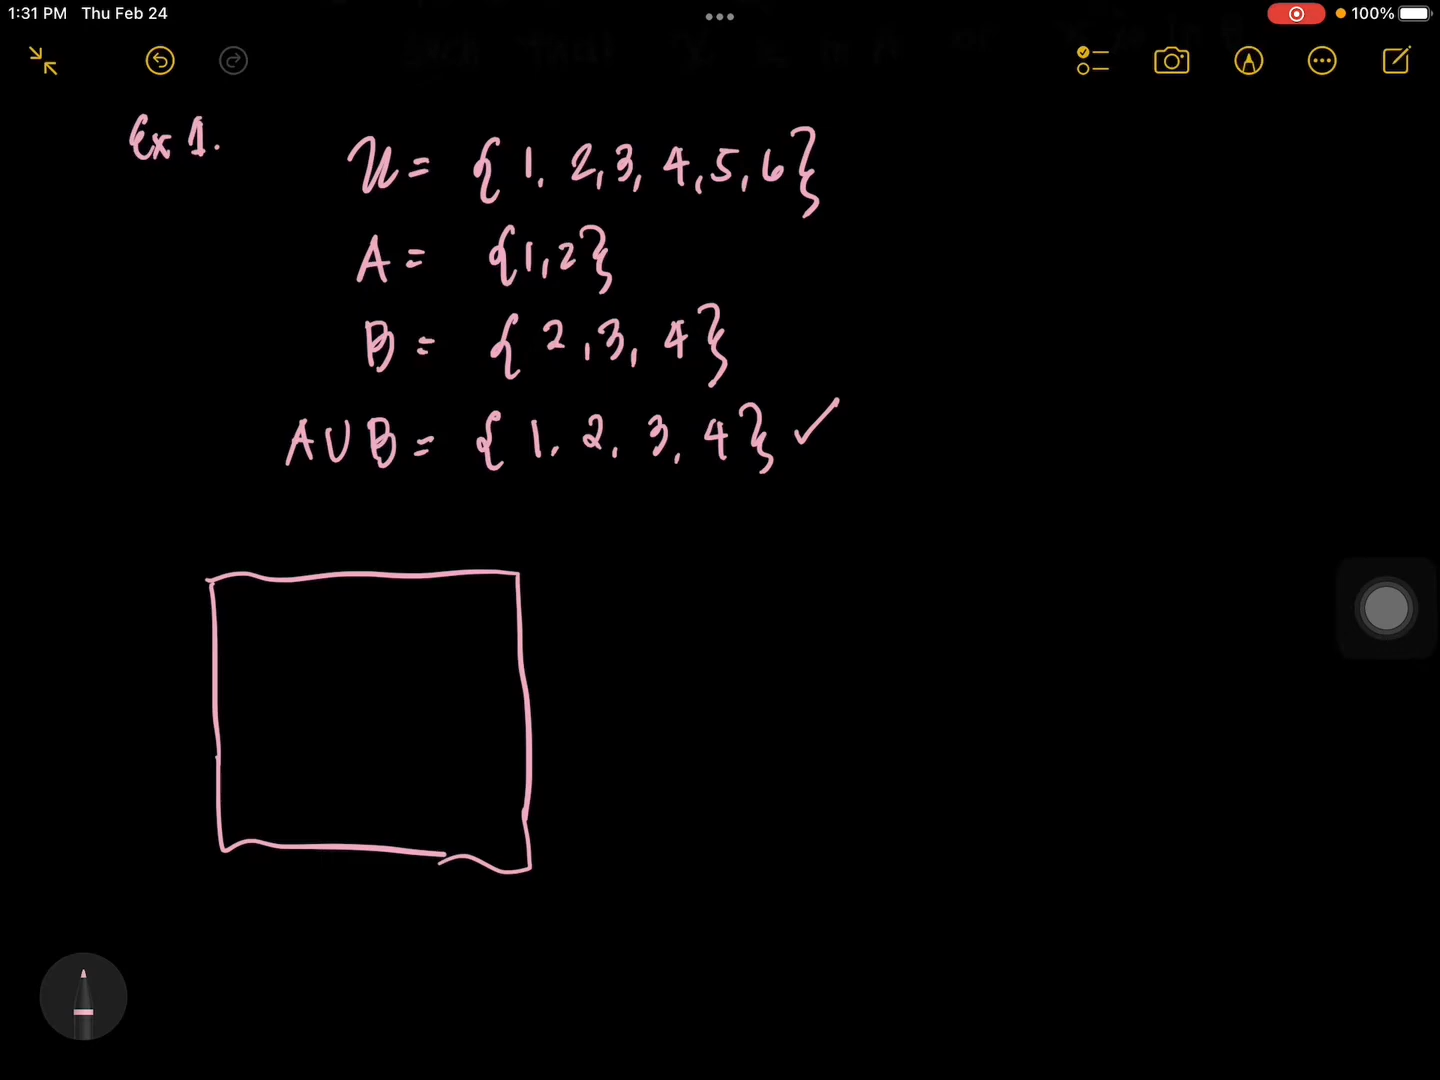 1:31 PM Thu Feb 24 100%
Ex 1.
U = { 1, 2, 3, 4, 5, 6 }
A = { 1, 2 }
B = { 2, 3, 4 }
A ∪ B = { 1, 2, 3, 4 } ✓